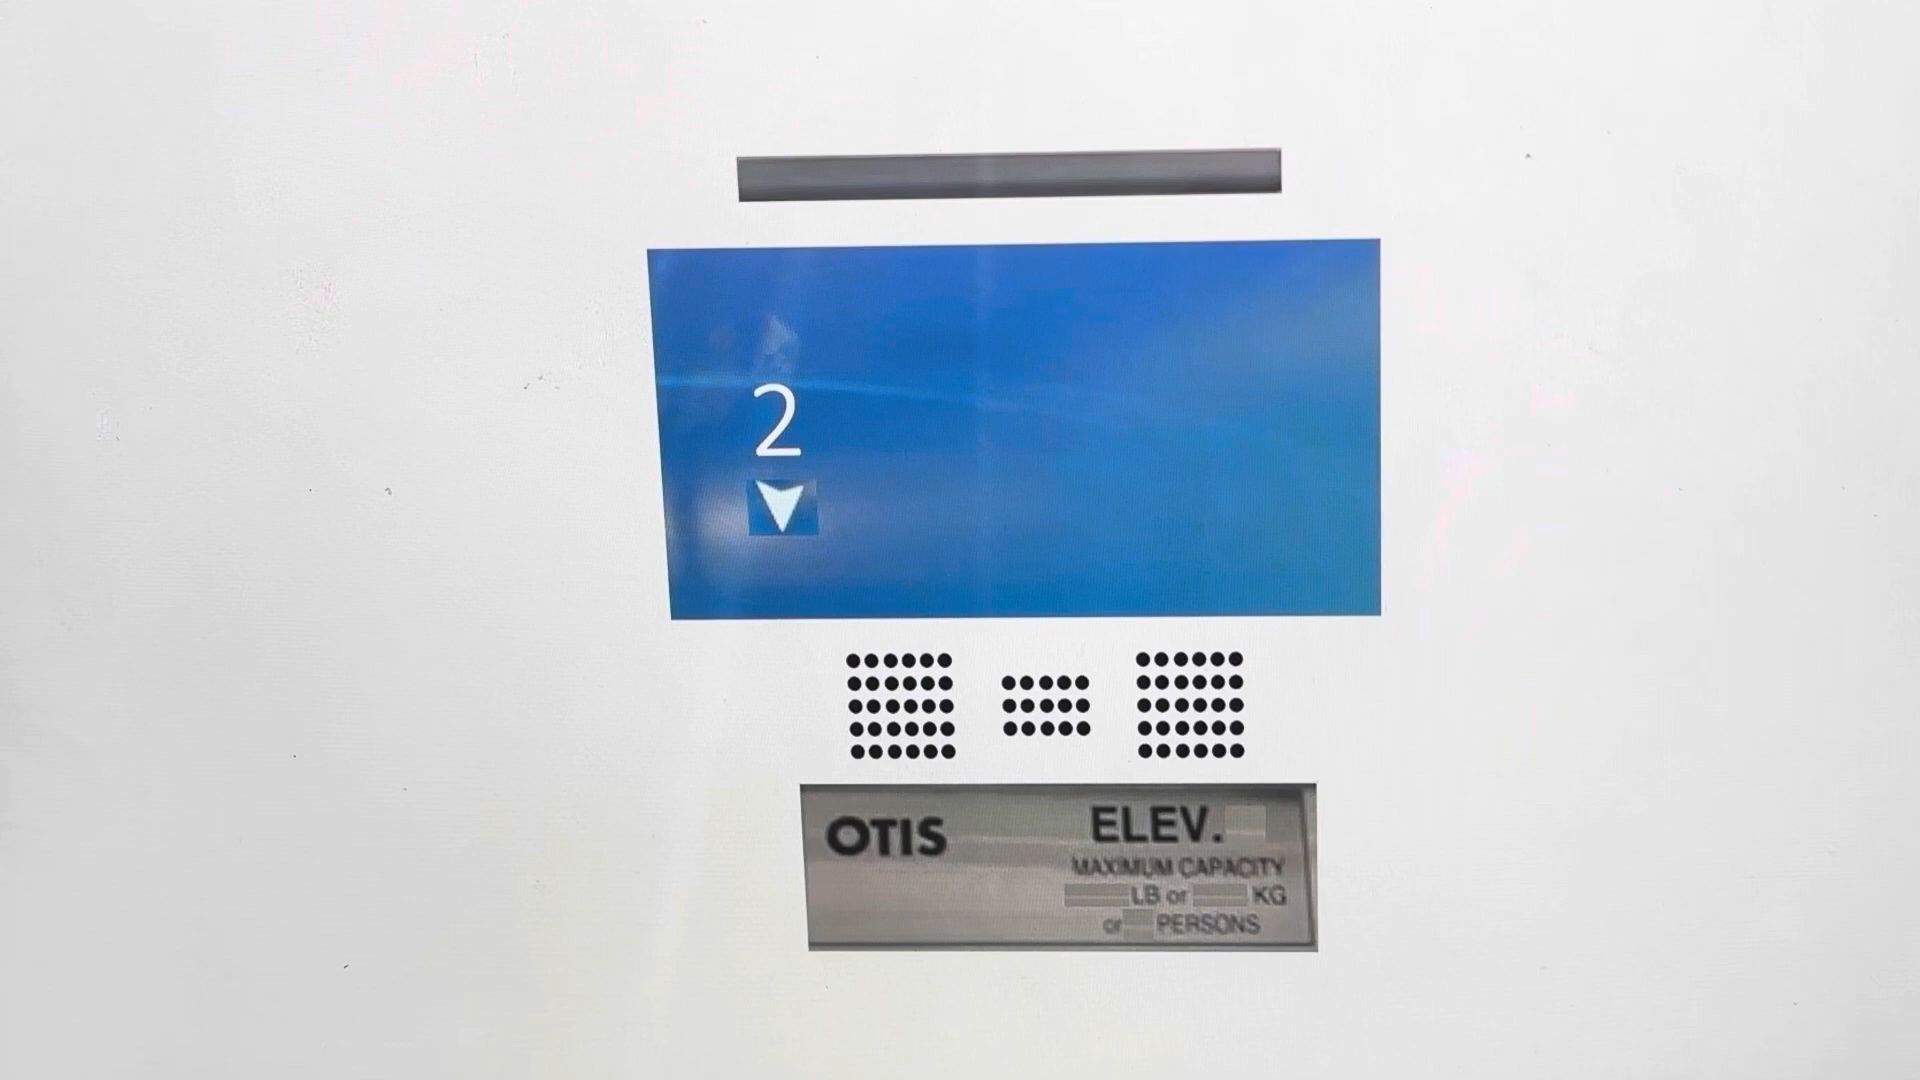 2
OTIS
ELEV.
MAXIMUM CAPACITY
LB or KG
or PERSONS